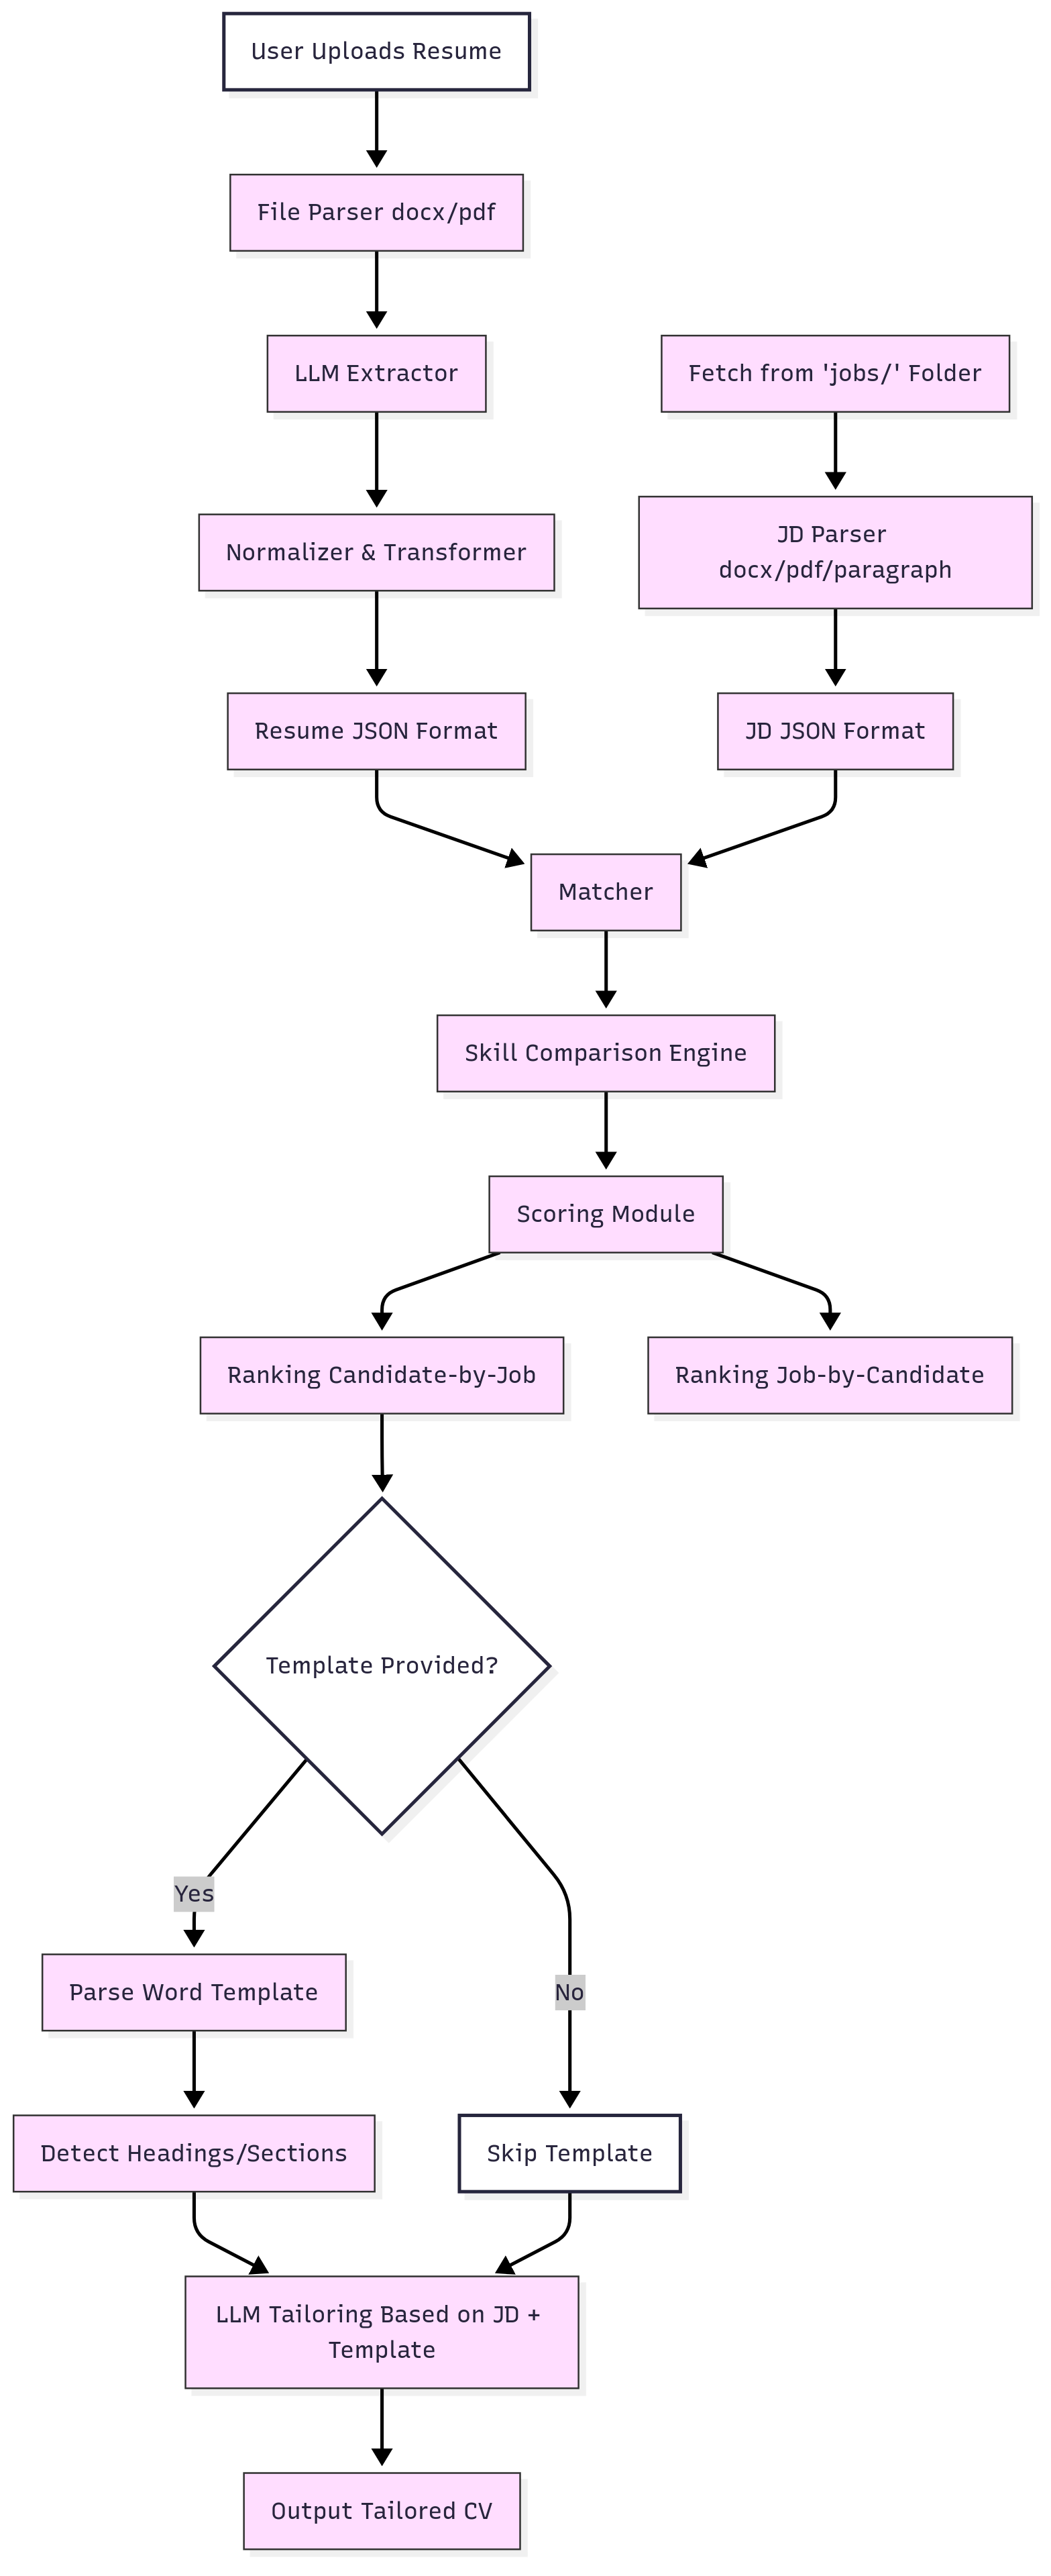 User Uploads Resume
File Parser docx/pdf
LLM Extractor
Fetch from 'jobs/' Folder
Normalizer & Transformer
JD Parser
docx/pdf/paragraph
Resume JSON Format
JD JSON Format
Matcher
Skill Comparison Engine
Scoring Module
Ranking Candidate-by-Job
Ranking Job-by-Candidate
Template Provided?
Yes
No
Parse Word Template
Detect Headings/Sections
Skip Template
LLM Tailoring Based on JD +
Template
Output Tailored CV